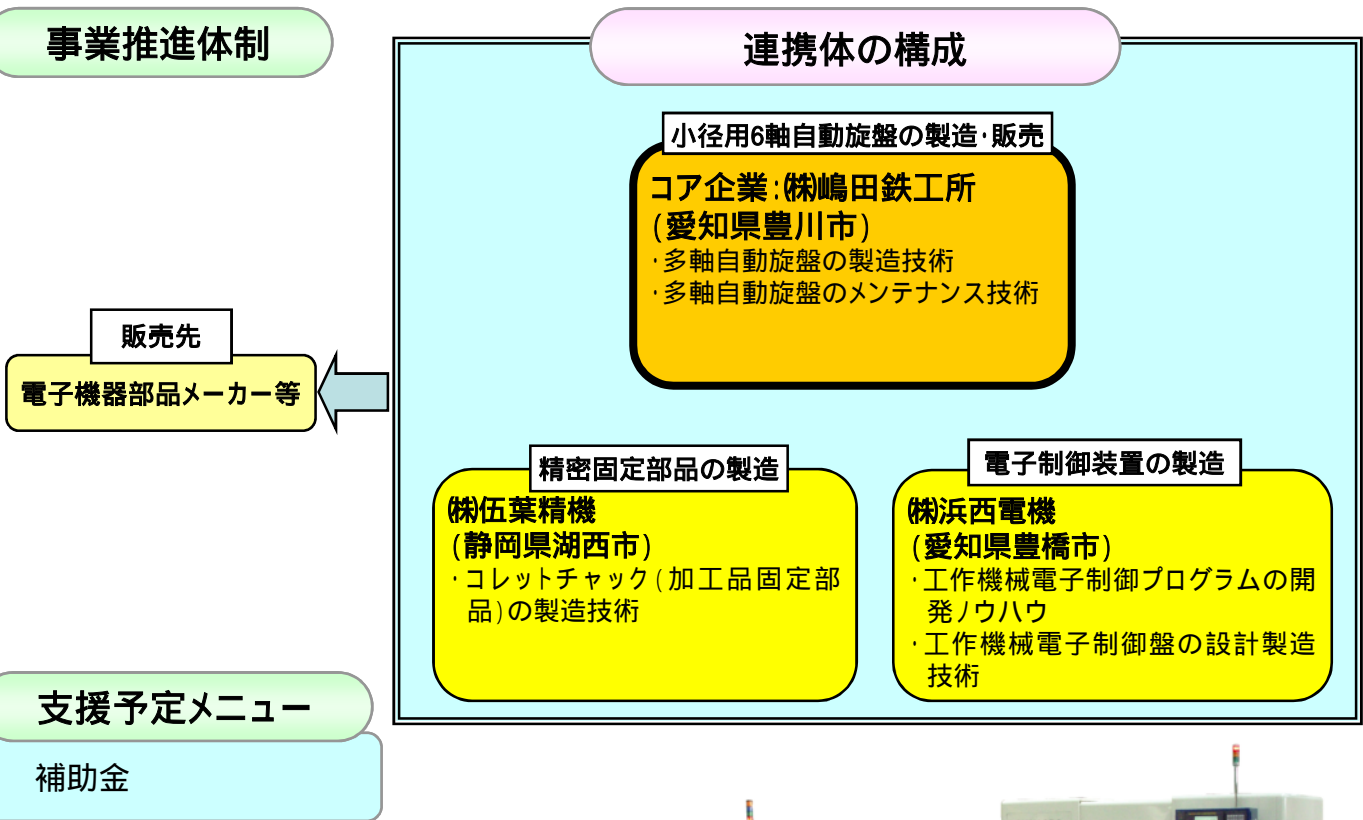 事業推進体制
連携体の構成
小径用6軸自動旋盤の製造・販売
コア企業:㈱嶋田鉄工所
(愛知県豊川市)
・多軸自動旋盤の製造技術
・多軸自動旋盤のメンテナンス技術
販売先
電子機器部品メーカー等
精密固定部品の製造
㈱伍葉精機
(静岡県湖西市)
・コレットチャック(加工品固定部
品)の製造技術
電子制御装置の製造
㈱浜西電機
(愛知県豊橋市)
・工作機械電子制御プログラムの開
発ノウハウ
・工作機械電子制御盤の設計製造
技術
支援予定メニュー
補助金